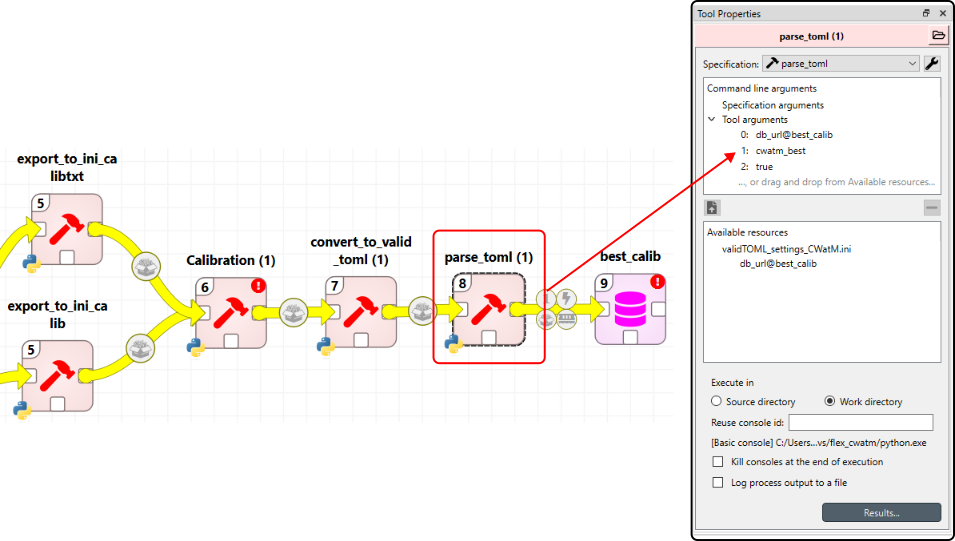 export_to_ini_ca
libtxt
5
export_to_ini_ca
lib
5
Calibration (1)
6
convert_to_valid
_toml (1)
7
parse_toml (1)
8
best_calib
9
Tool Properties
parse_toml (1)
Specification: parse_toml
Command line arguments
Specification arguments
Tool arguments
0: db_url@best_calib
1: cwatm_best
2: true
..., or drag and drop from Available resources...
Available resources
validTOML_settings_CWatM.ini
db_url@best_calib
Execute in
Source directory Work directory
Reuse console id:
[Basic console] C:/Users...vs/flex_cwatm/python.exe
Kill consoles at the end of execution
Log process output to a file
Results...